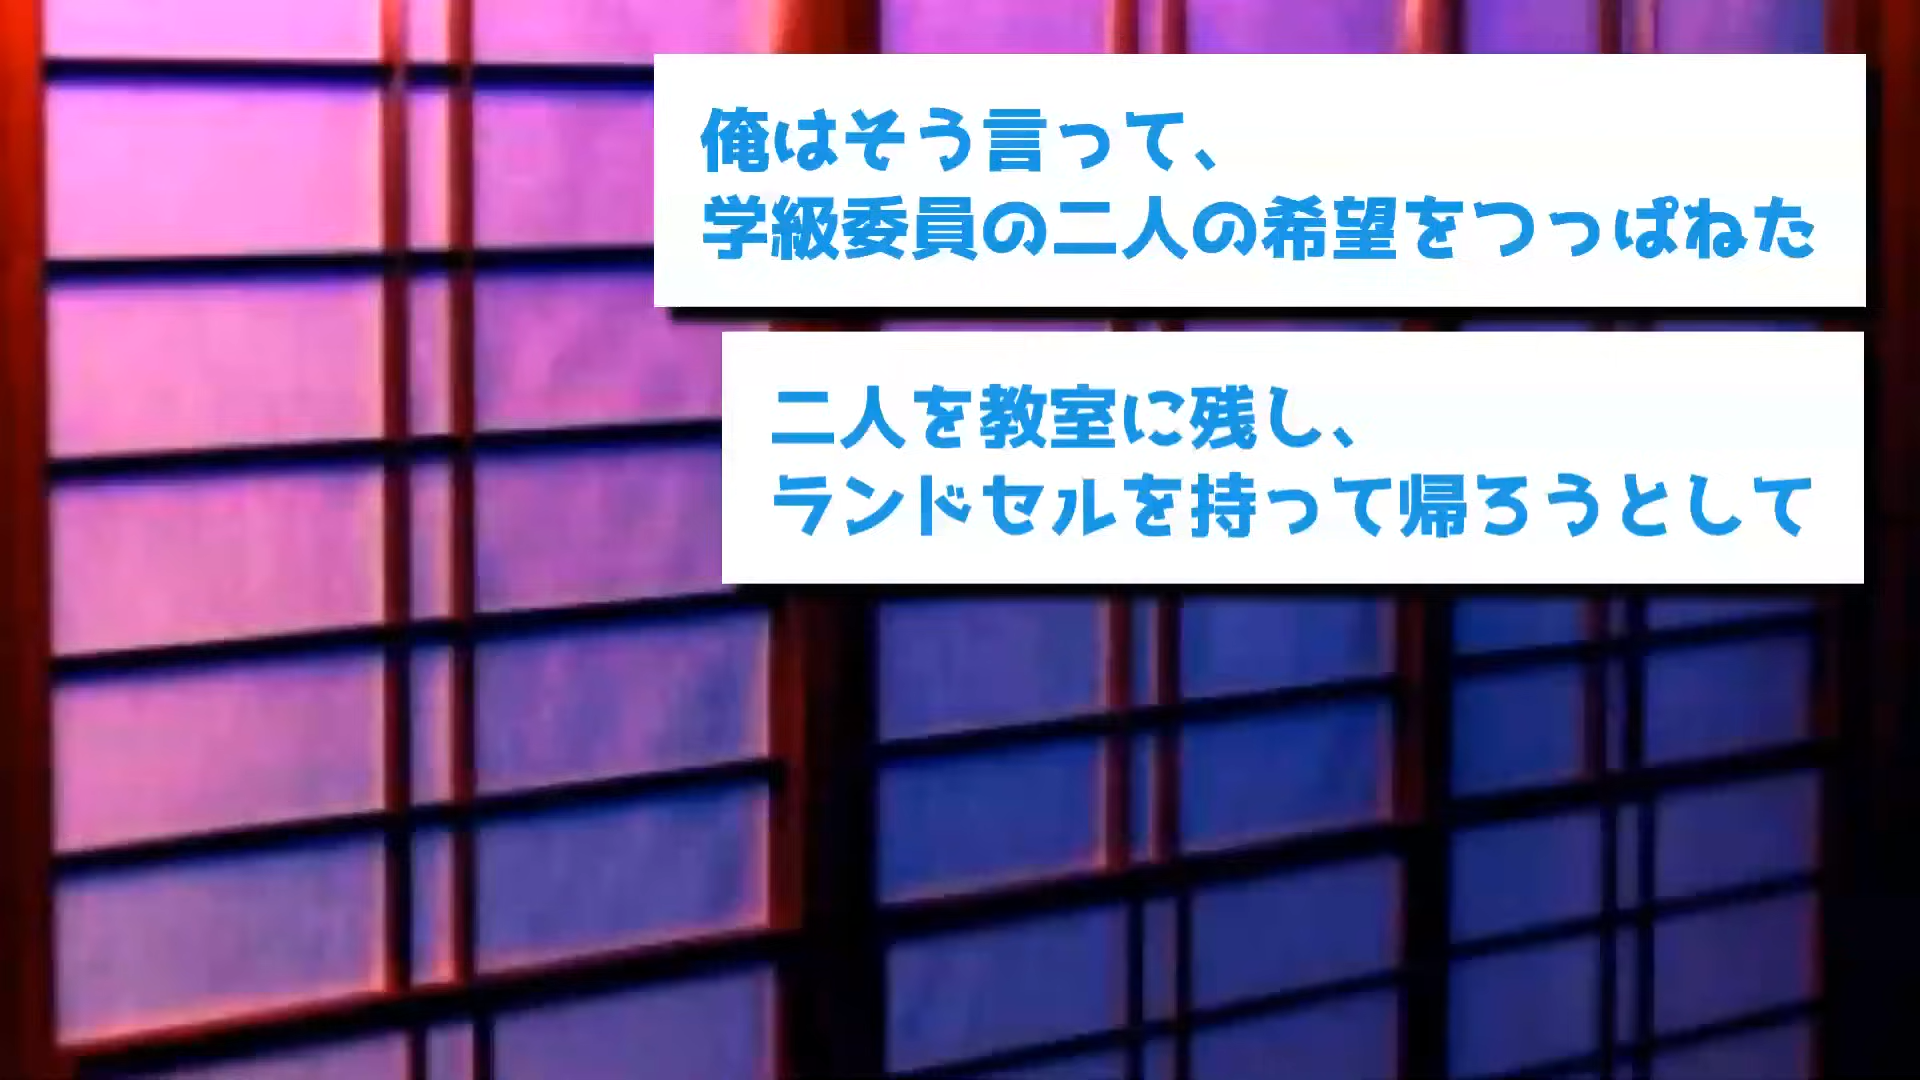 俺はそう言って、
学級委員の二人の希望をつっぱねた
二人を教室に残し、
ランドセルを持って帰ろうとして